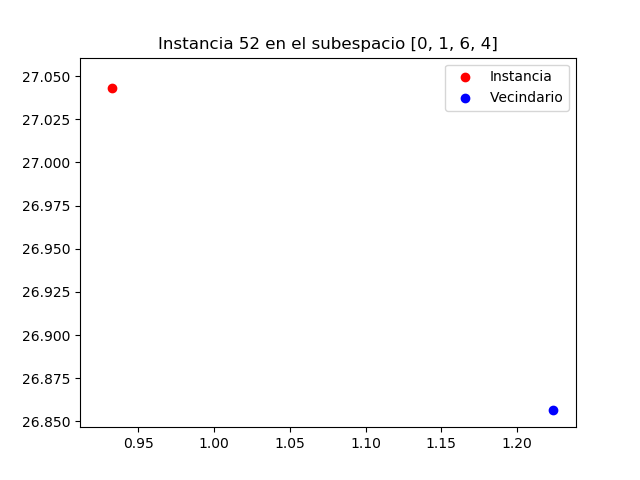 Instancia 52 en el subespacio [0, 1, 6, 4]
Instancia
Vecindario
27.050
27.025
27.000
26.975
26.950
26.925
26.900
26.875
26.850
0.95 1.00 1.05 1.10 1.15 1.20